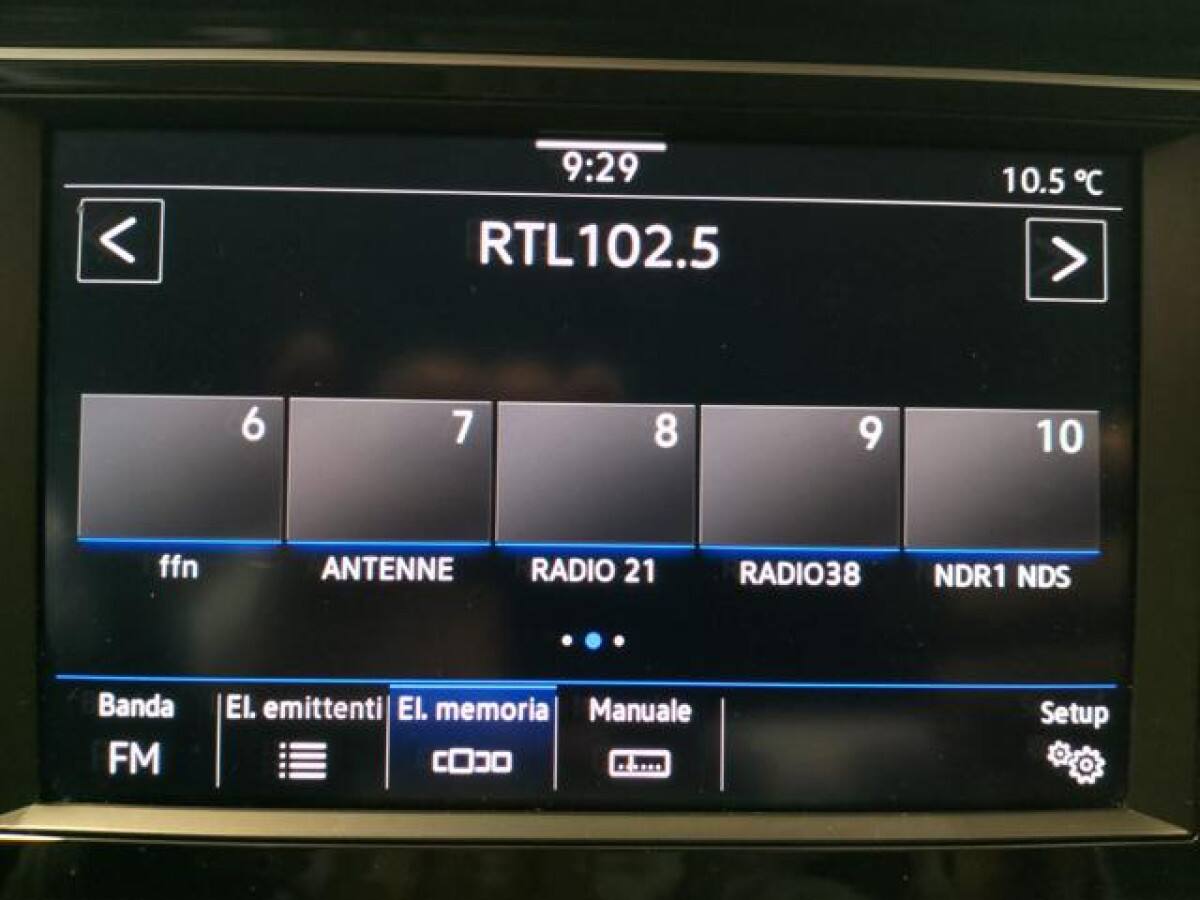 9:29
10.5 °C
RTL102.5
6 7 8 9 10
ffn ANTENNE RADIO 21 RADIO38 NDR1 NDS
Banda El. emittenti El. memoria Manuale Setup
FM